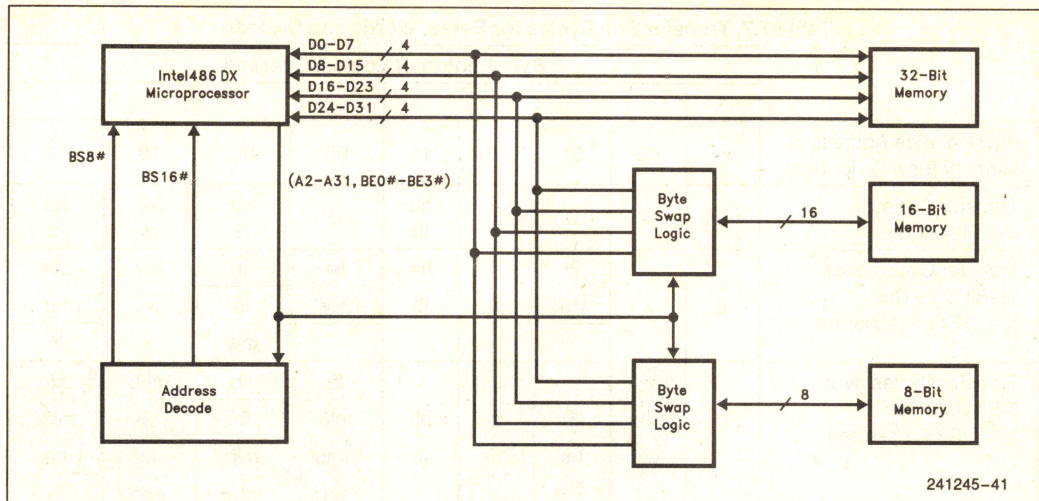 D0-D7 4
Intel486 DX
Microprocessor
D8-D15 4
D16-D23 4
D24-D31 4
32-Bit
Memory
BS8#
BS16#
(A2-A31, BE0#-BE3#)
Byte
Swap
Logic
16
16-Bit
Memory
Address
Decode
Byte
Swap
Logic
8
8-Bit
Memory
241245-41